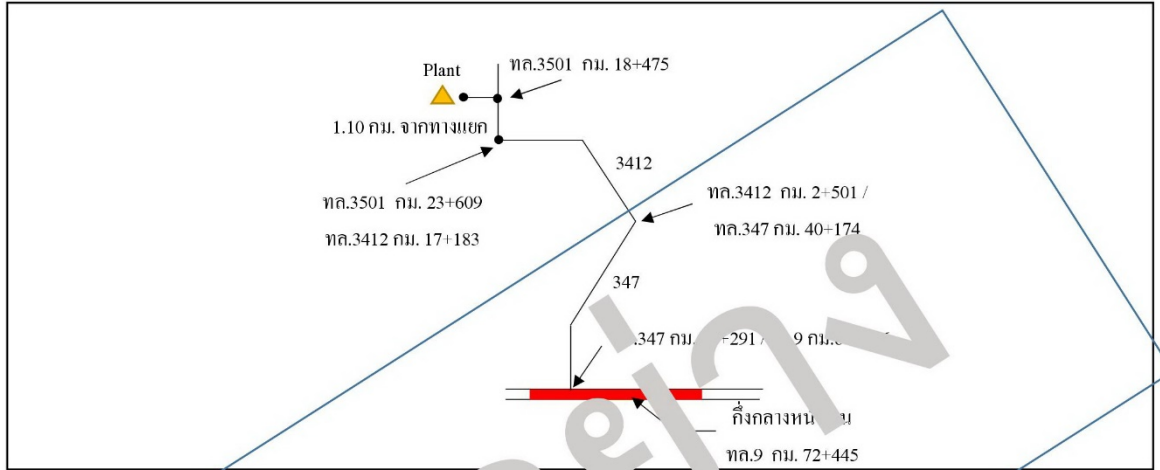 Plant
ทล.3501 กม. 18+475
1.10 กม. จากทางแยก
3412
ทล.3501 กม. 23+609
ทล.3412 กม. 17+183
ทล.3412 กม. 2+501 /
ทล.347 กม. 40+174
347
.347 กม. +291 / 9 กม.
กึ่งกลางหน
ทล.9 กม. 72+445